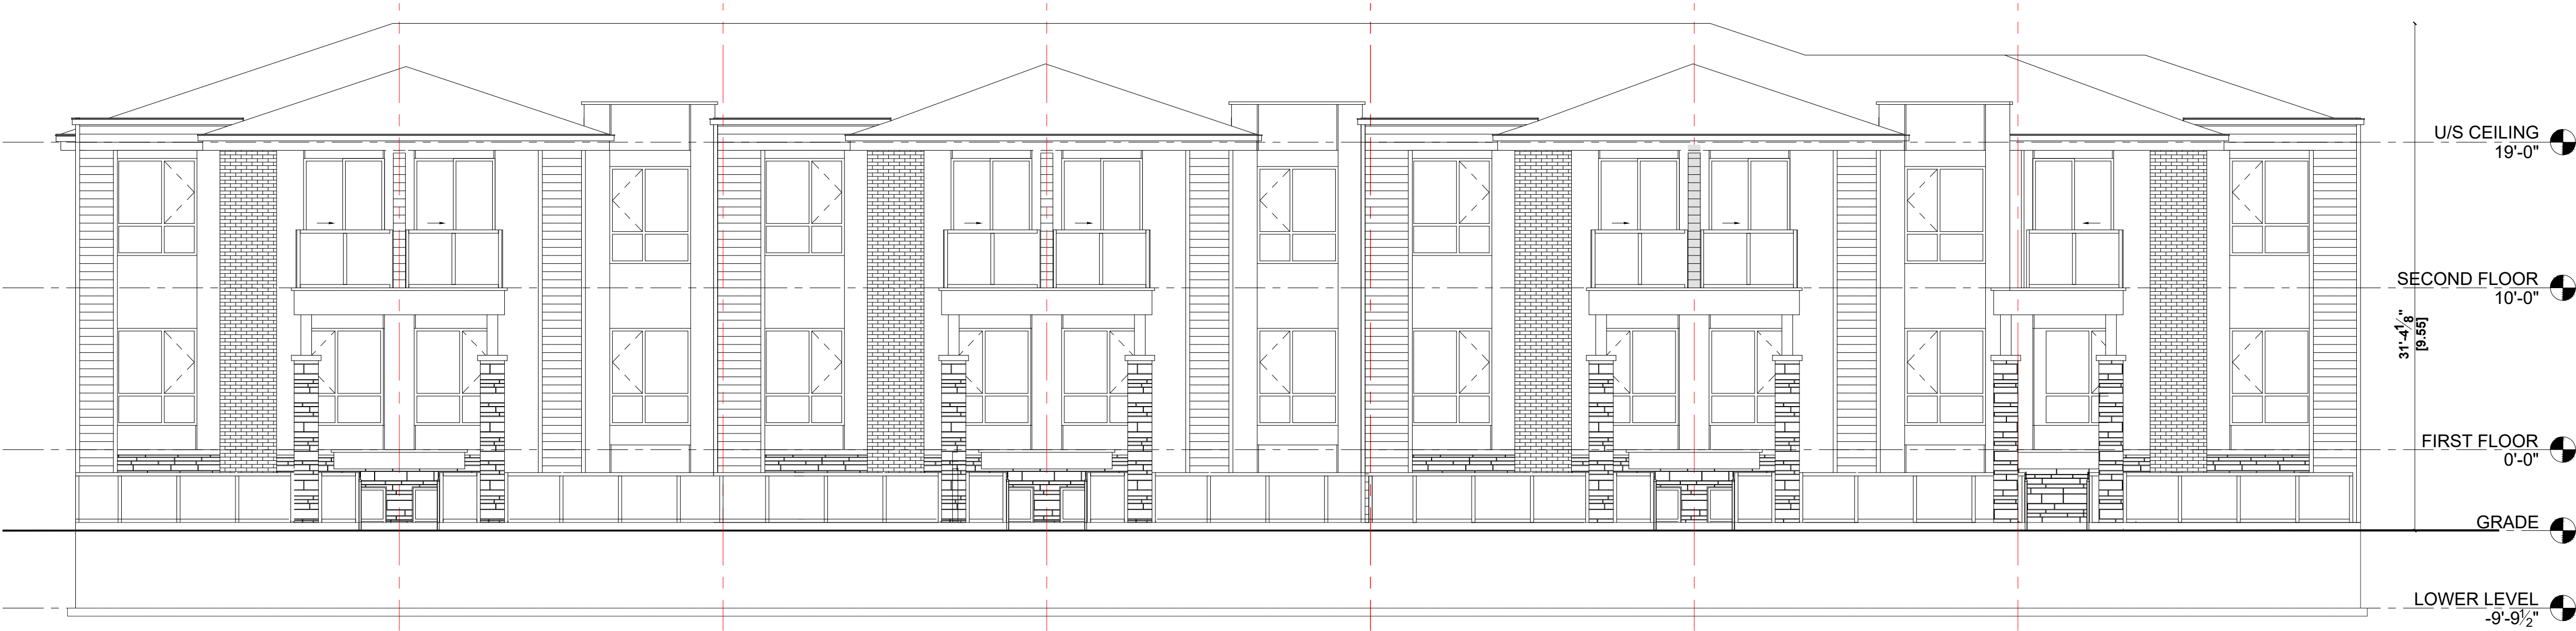 U/S CEILING
19'-0"
SECOND FLOOR
10'-0"
31'-4⅛"
[9.55]
FIRST FLOOR
0'-0"
GRADE
LOWER LEVEL
-9'-9½"